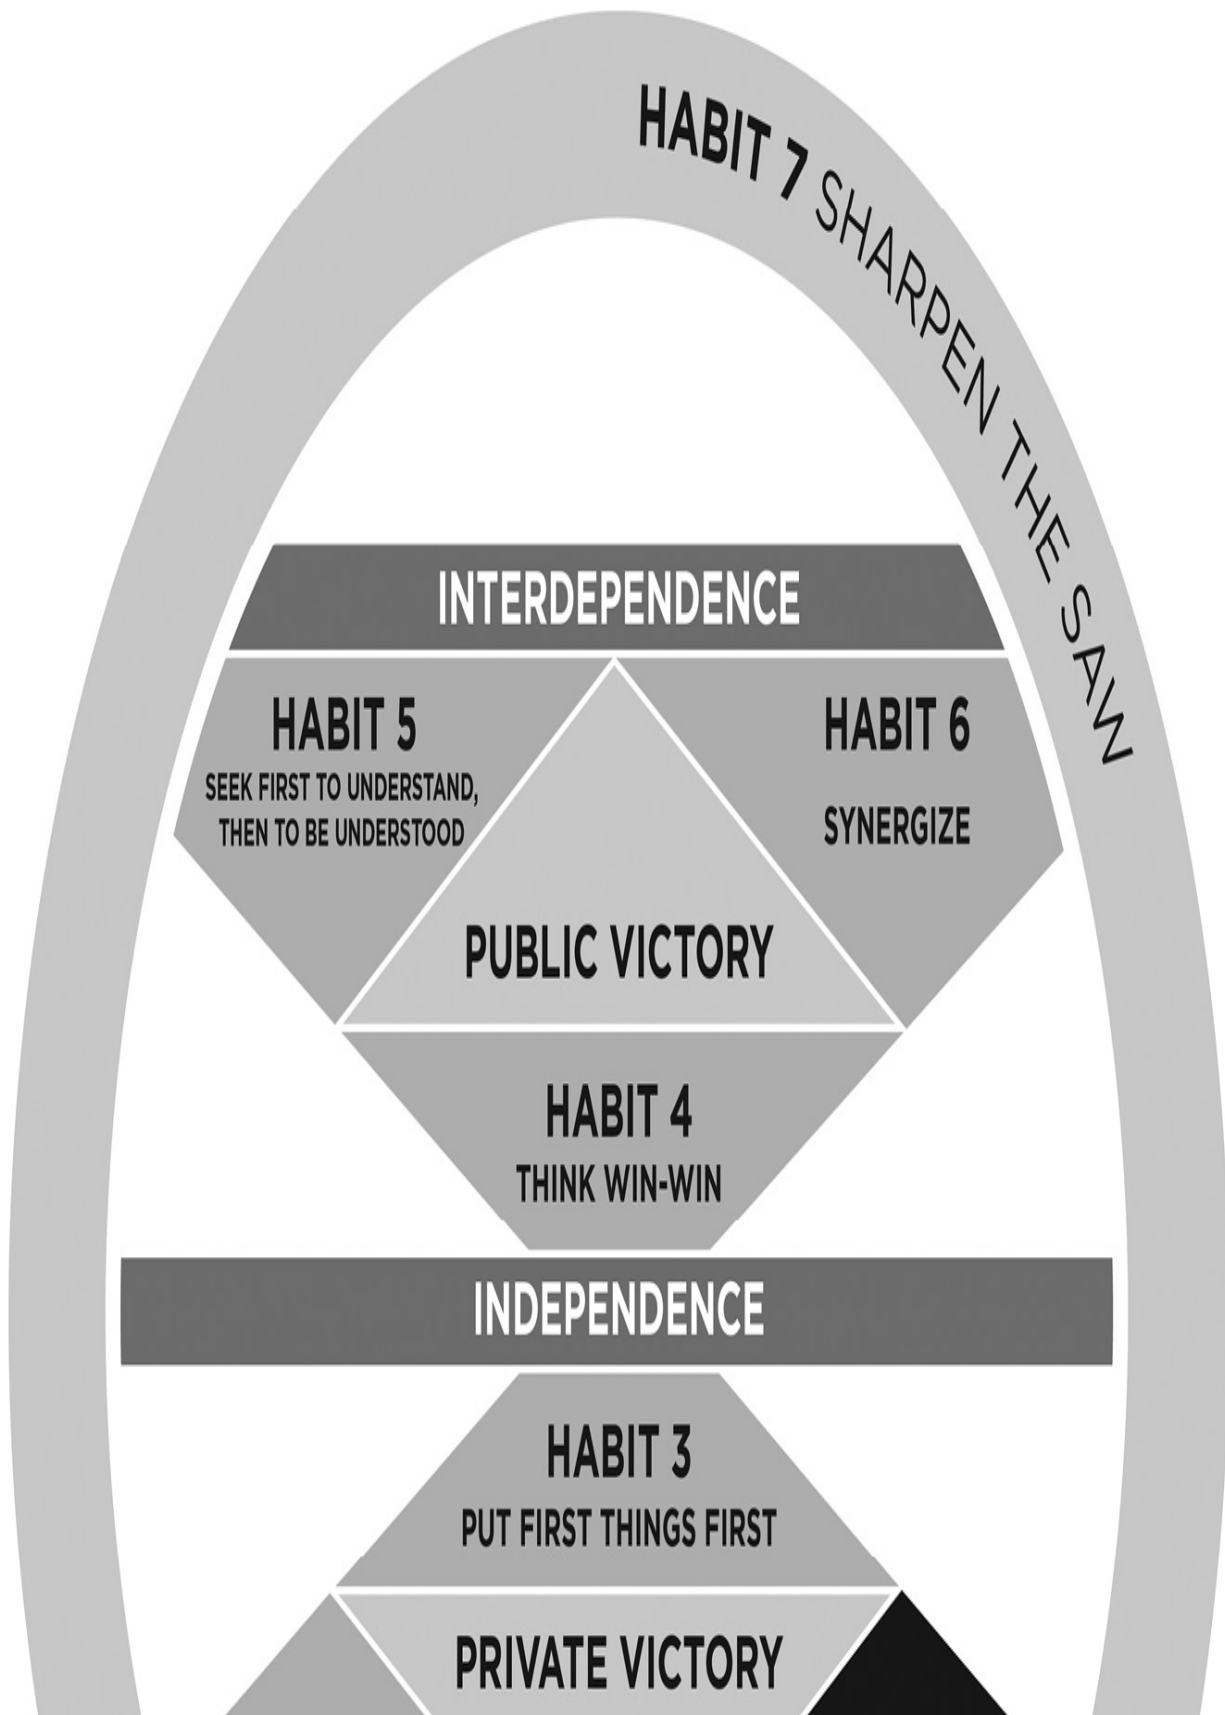 HABIT 7 SHARPEN THE SAW
INTERDEPENDENCE
HABIT 5
SEEK FIRST TO UNDERSTAND,
THEN TO BE UNDERSTOOD
HABIT 6
SYNERGIZE
PUBLIC VICTORY
HABIT 4
THINK WIN-WIN
INDEPENDENCE
HABIT 3
PUT FIRST THINGS FIRST
PRIVATE VICTORY